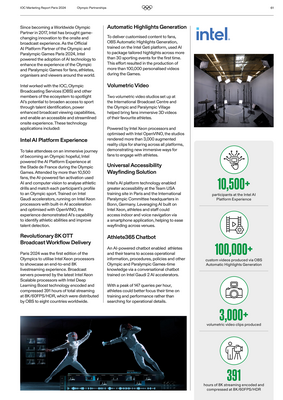 IOC Marketing Report Paris 2024
Olympic Partnerships
61
Since becoming a Worldwide Olympic
Partner in 2017, Intel has brought game-
changing innovation to the onsite and
broadcast experience. As the Official
AI Platform Partner of the Olympic and
Paralympic Games Paris 2024, Intel
powered the adoption of AI technology to
enhance the experience of the Olympic
and Paralympic Games for fans, athletes,
organisers and viewers around the world.
Intel worked with the IOC, Olympic
Broadcasting Services (OBS) and other
members of the ecosystem to spotlight
AI's potential to broaden access to sport
through talent identification, power
enhanced broadcast viewing capabilities,
and enable an accessible and streamlined
onsite experience. These technology
applications included:
Intel AI Platform Experience
To take attendees on an immersive journey
of becoming an Olympic hopeful, Intel
powered the AI Platform Experience at
the Stade de France during the Olympic
Games. Attended by more than 10,500
fans, the AI-powered fan activation used
AI and computer vision to analyse athletic
drills and match each participant's profile
to an Olympic sport. Trained on Intel
Gaudi accelerators, running on Intel Xeon
processors with built-in AI acceleration
and optimised with OpenVINO, the
experience demonstrated AI's capability
to identify athletic abilities and improve
talent detection.
Revolutionary 8K OTT
Broadcast Workflow Delivery
Paris 2024 was the first edition of the
Olympics to utilise Intel Xeon processors
to showcase an end-to-end 8K
livestreaming experience. Broadcast
servers powered by the latest Intel Xeon
Scalable processors with Intel Deep
Learning Boost technology encoded and
compressed 391 hours of total streaming
at 8K/60FPS/HDR, which were distributed
by OBS to eight countries worldwide.
Automatic Highlights Generation
To deliver customised content to fans,
OBS Automatic Highlights Generation,
trained on the Intel Geti platform, used AI
to package tailored highlights across more
than 30 sporting events for the first time.
This effort resulted in the production of
more than 100,000 personalised videos
during the Games.
Volumetric Video
Two volumetric video studios set up at
the International Broadcast Centre and
the Olympic and Paralympic Village
helped bring fans immersive 3D videos
of their favourite athletes.
Powered by Intel Xeon processors and
optimised with Intel OpenVINO, the studios
rendered more than 3,000 augmented
reality clips for sharing across all platforms,
demonstrating new immersive ways for
fans to engage with athletes.
Universal Accessibility
Wayfinding Solution
Intel's AI platform technology enabled
greater accessibility at the Team USA
training site in Paris and the International
Paralympic Committee headquarters in
Bonn, Germany. Leveraging AI built on
Intel Xeon, athletes and staff could
access indoor and voice navigation via
a smartphone application, helping to ease
wayfinding across venues.
Athlete365 Chatbot
An AI-powered chatbot enabled athletes
and their teams to access operational
information, procedures, policies and other
Olympic and Paralympic Games-time
knowledge via a conversational chatbot
trained on Intel Gaudi 2 AI accelerators.
With a peak of 147 queries per hour,
athletes could better focus their time on
training and performance rather than
searching for operational details.
intel.
10,500+
participants at the Intel AI
Platform Experience
100,000+
custom videos produced via OBS
Automatic Highlights Generation
3,000+
volumetric video clips produced
391
hours of 8K streaming encoded and
compressed at 8K/60FPS/HDR